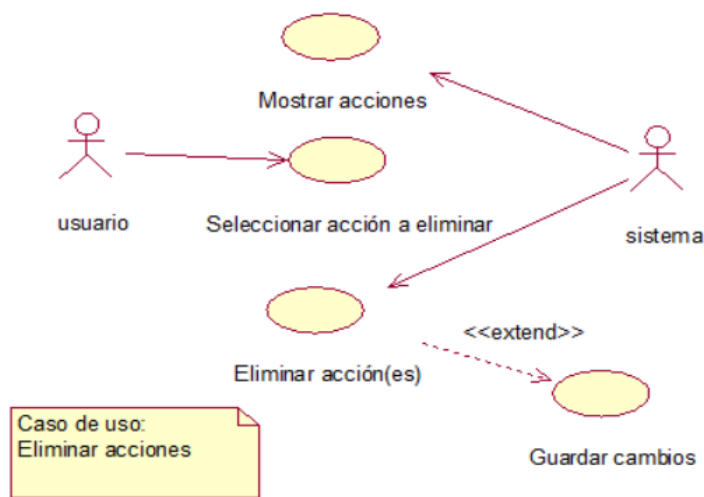 Mostrar acciones
usuario
Seleccionar acción a eliminar
sistema
<<extend>>
Eliminar acción(es)
Caso de uso:
Eliminar acciones
Guardar cambios